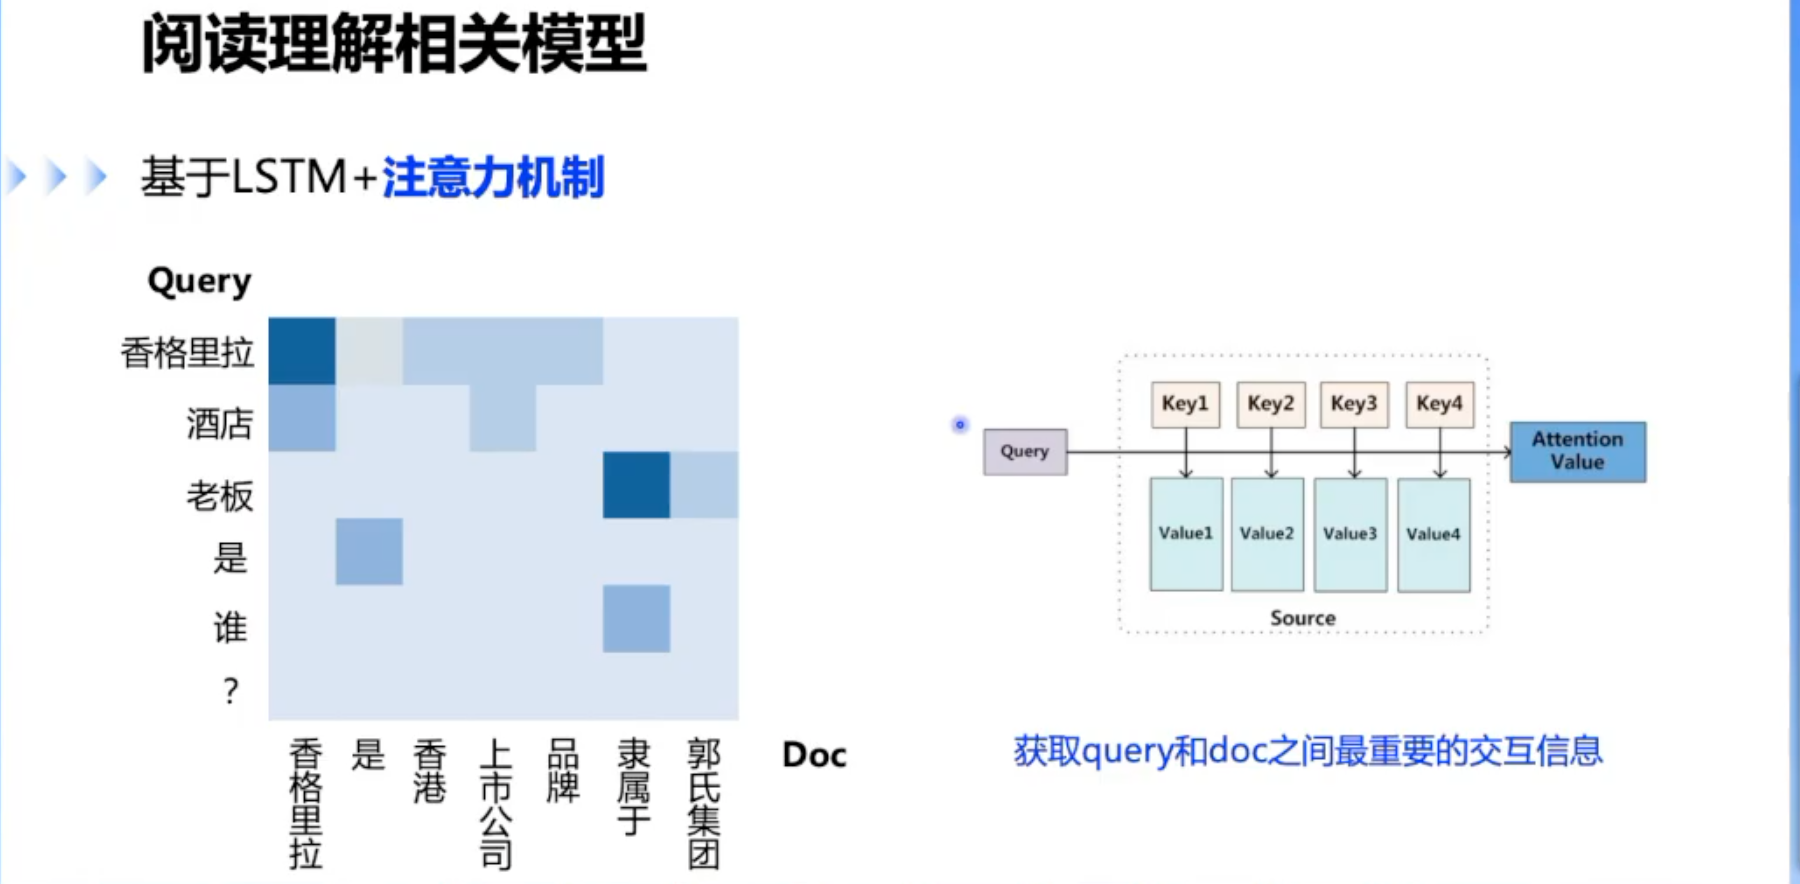 阅读理解相关模型
基于LSTM+注意力机制
Query
香格里拉
酒店
老板
是
谁
？
香格里拉
是
香港
上市公司
品牌
隶属于
郭氏集团
Doc
Query
Key1
Key2
Key3
Key4
Value1
Value2
Value3
Value4
Source
Attention
Value
获取query和doc之间最重要的交互信息